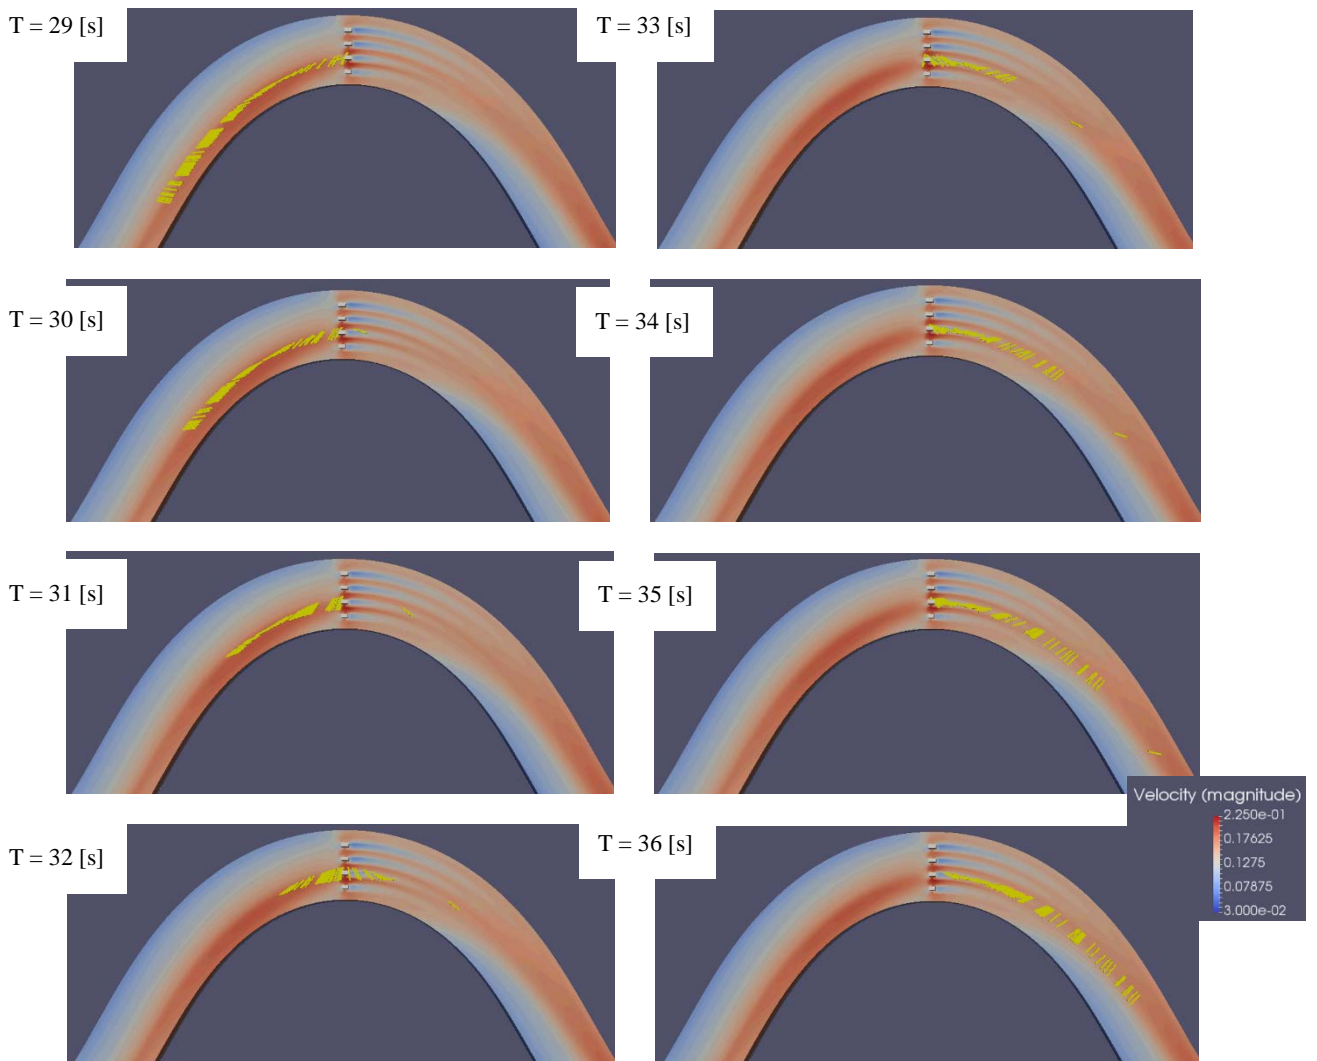 T = 29 [s]
T = 33 [s]
T = 30 [s]
T = 34 [s]
T = 31 [s]
T = 35 [s]
T = 32 [s]
T = 36 [s]
Velocity (magnitude)
2.250e-01
0.17625
0.1275
0.07875
3.000e-02